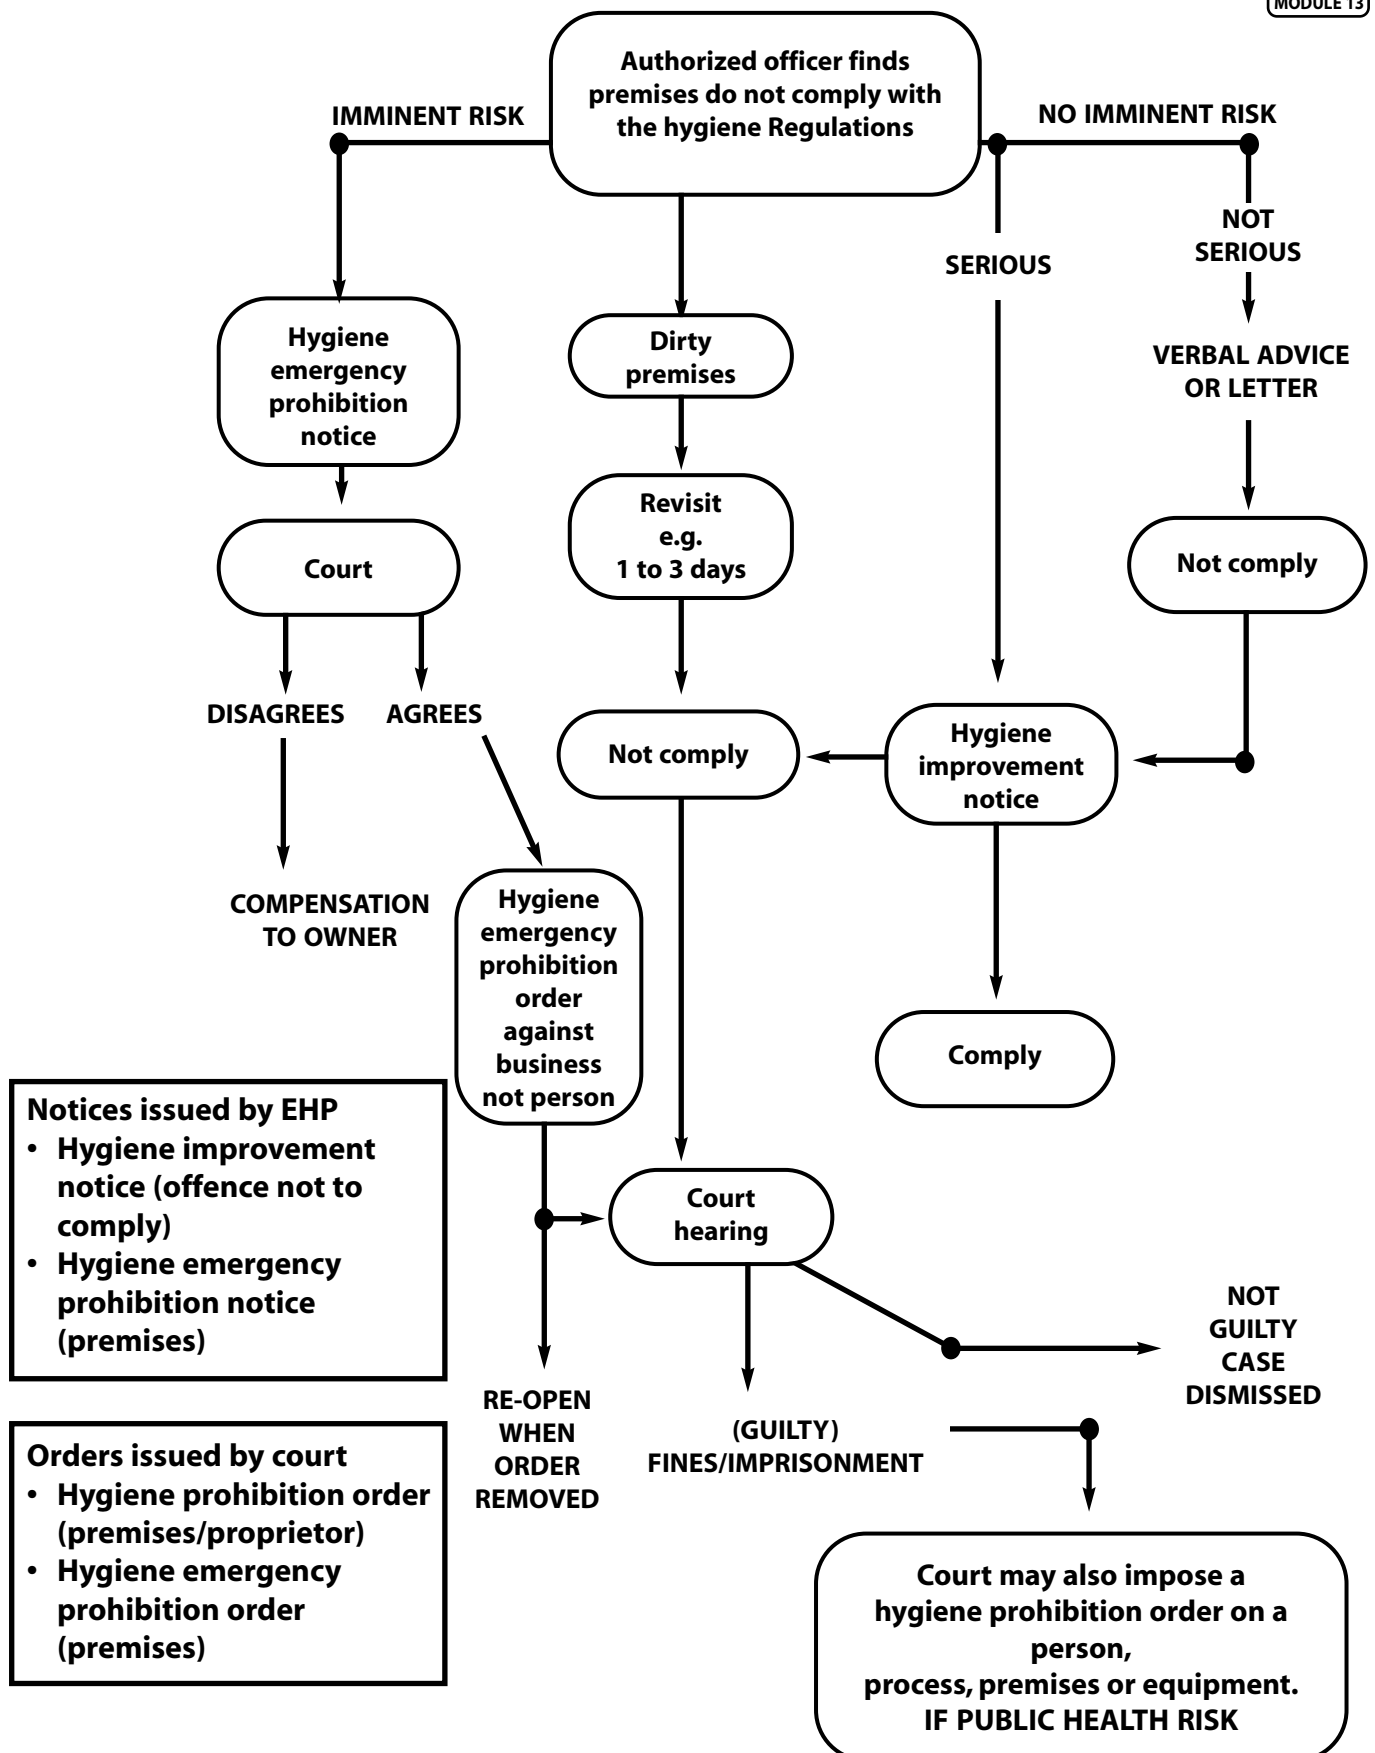 MODULE 13
Authorized officer finds
premises do not comply with
the hygiene Regulations
IMMINENT RISK
NO IMMINENT RISK
NOT
SERIOUS
SERIOUS
Hygiene
emergency
prohibition
notice
Dirty
premises
VERBAL ADVICE
OR LETTER
Revisit
e.g.
1 to 3 days
Court
Not comply
DISAGREES
AGREES
Not comply
Hygiene
improvement
notice
COMPENSATION
TO OWNER
Hygiene
emergency
prohibition
order
against
business
not person
Comply
Notices issued by EHP
• Hygiene improvement
notice (offence not to
comply)
• Hygiene emergency
prohibition notice
(premises)
Court
hearing
NOT
GUILTY
CASE
DISMISSED
RE-OPEN
WHEN
ORDER
REMOVED
(GUILTY)
FINES/IMPRISONMENT
Orders issued by court
• Hygiene prohibition order
(premises/proprietor)
• Hygiene emergency
prohibition order
(premises)
Court may also impose a
hygiene prohibition order on a
person,
process, premises or equipment.
IF PUBLIC HEALTH RISK